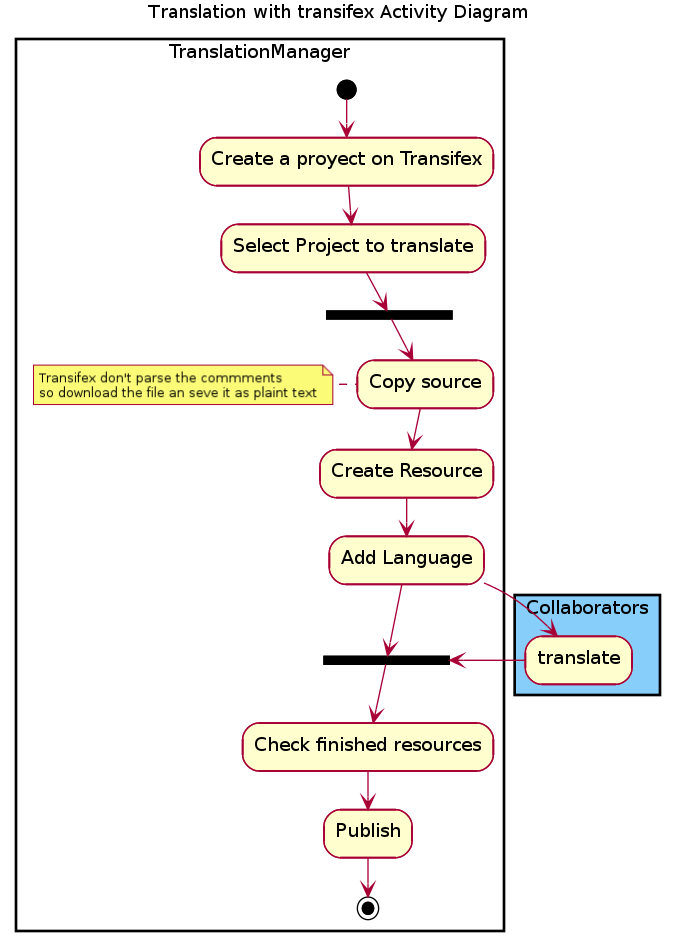 Translation with transifex Activity Diagram
TranslationManager
Create a proyect on Transifex
Select Project to translate
Transifex don't parse the commments
so download the file an seve it as plaint text
Copy source
Create Resource
Add Language
Collaborators
translate
Check finished resources
Publish